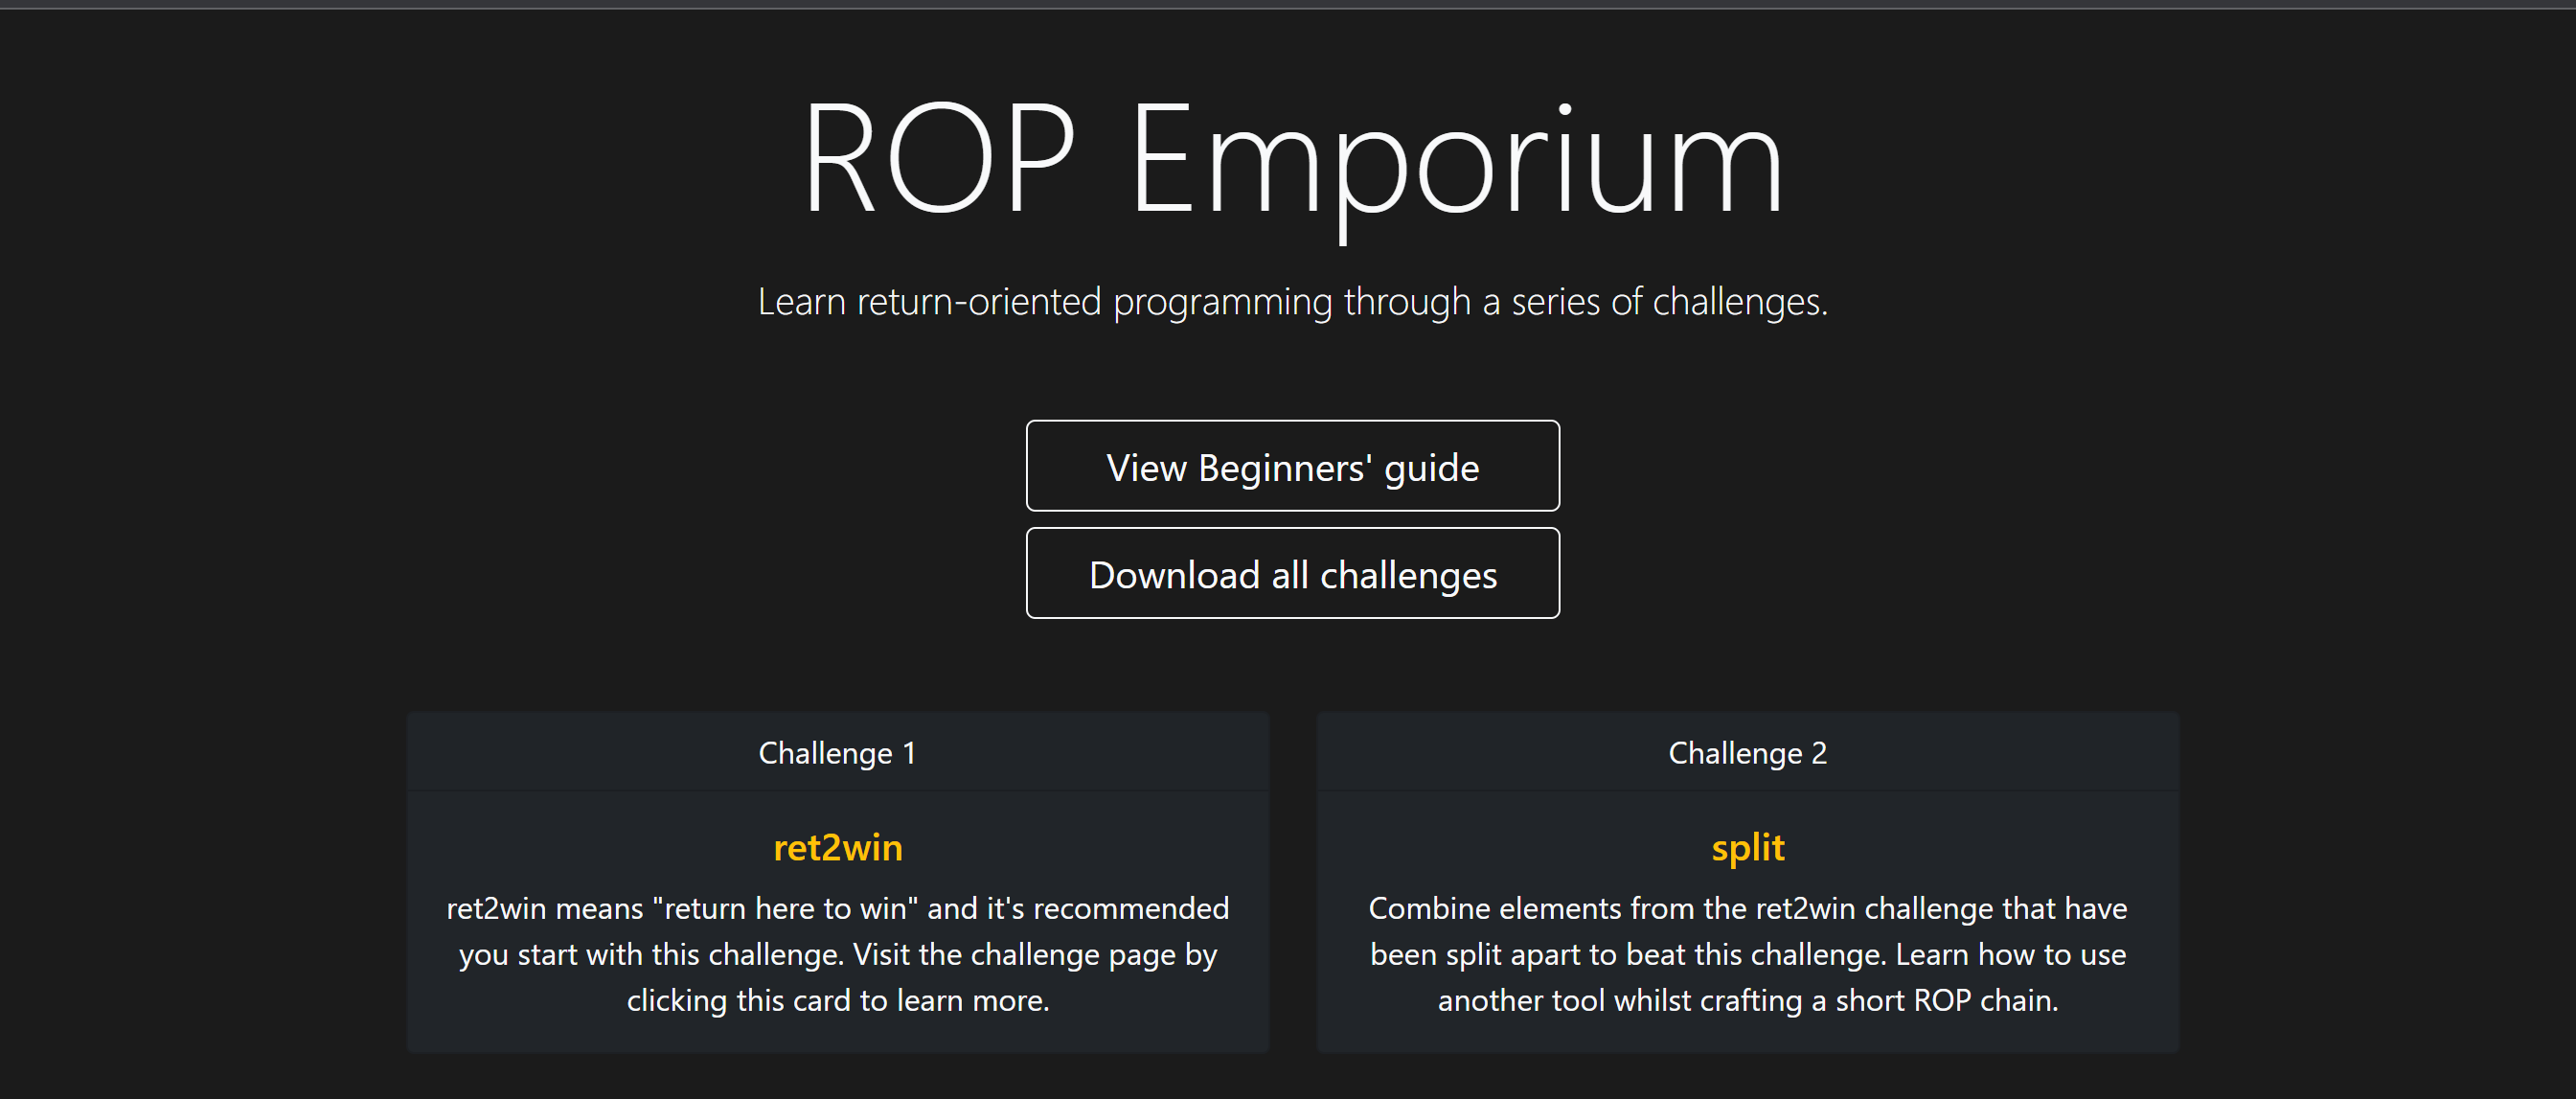 ROP Emporium
Learn return-oriented programming through a series of challenges.
View Beginners' guide
Download all challenges
Challenge 1
ret2win
ret2win means "return here to win" and it's recommended
you start with this challenge. Visit the challenge page by
clicking this card to learn more.
Challenge 2
split
Combine elements from the ret2win challenge that have
been split apart to beat this challenge. Learn how to use
another tool whilst crafting a short ROP chain.